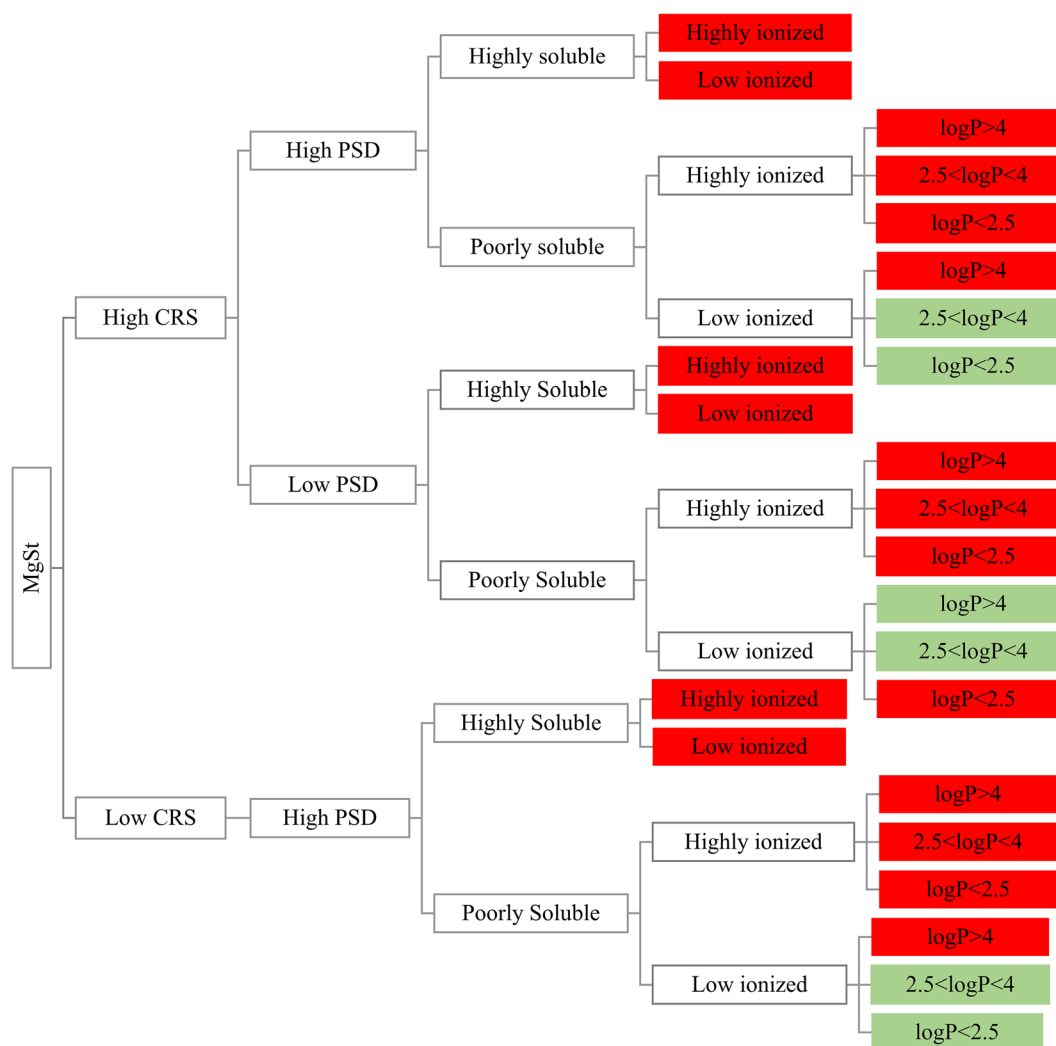 MgSt
High CRS
High PSD
Highly soluble
Highly ionized
Low ionized
Poorly soluble
Highly ionized
logP>4
2.5<logP<4
logP<2.5
Low ionized
logP>4
2.5<logP<4
logP<2.5
Low PSD
Highly Soluble
Highly ionized
Low ionized
Poorly Soluble
Highly ionized
logP>4
2.5<logP<4
logP<2.5
Low ionized
logP>4
2.5<logP<4
logP<2.5
Low CRS
High PSD
Highly Soluble
Highly ionized
Low ionized
Poorly Soluble
Highly ionized
logP>4
2.5<logP<4
logP<2.5
Low ionized
logP>4
2.5<logP<4
logP<2.5